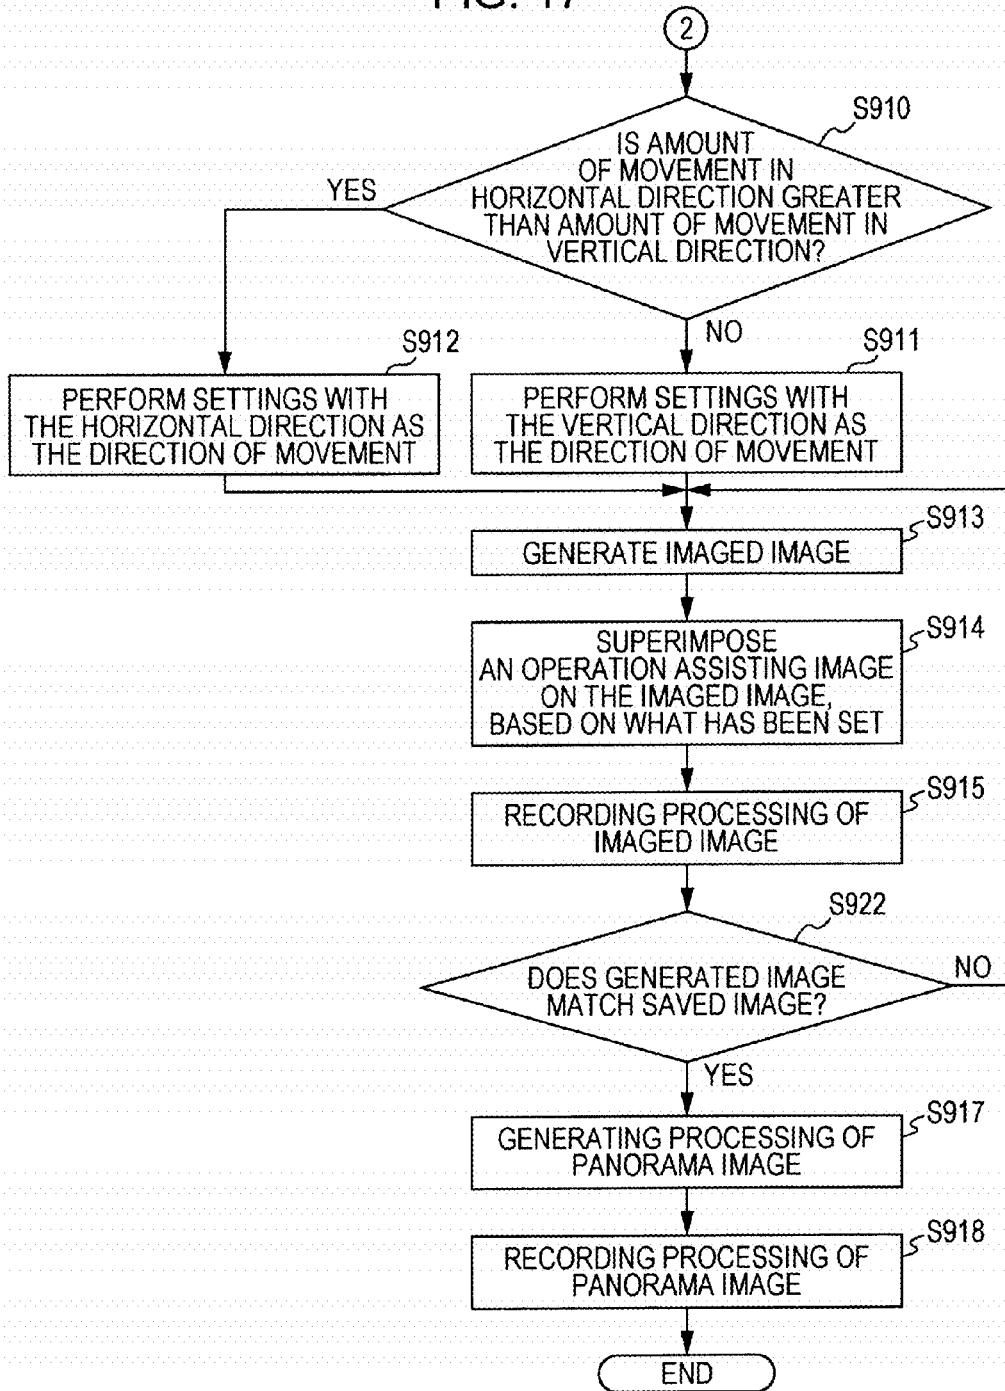 FIG. 17
2
S910
IS AMOUNT
OF MOVEMENT IN
HORIZONTAL DIRECTION GREATER
THAN AMOUNT OF MOVEMENT IN
VERTICAL DIRECTION?
YES
NO
S912
PERFORM SETTINGS WITH
THE HORIZONTAL DIRECTION AS
THE DIRECTION OF MOVEMENT
S911
PERFORM SETTINGS WITH
THE VERTICAL DIRECTION AS
THE DIRECTION OF MOVEMENT
S913
GENERATE IMAGED IMAGE
S914
SUPERIMPOSE
AN OPERATION ASSISTING IMAGE
ON THE IMAGED IMAGE,
BASED ON WHAT HAS BEEN SET
S915
RECORDING PROCESSING OF
IMAGED IMAGE
S922
DOES GENERATED IMAGE
MATCH SAVED IMAGE?
NO
YES
S917
GENERATING PROCESSING OF
PANORAMA IMAGE
S918
RECORDING PROCESSING OF
PANORAMA IMAGE
END